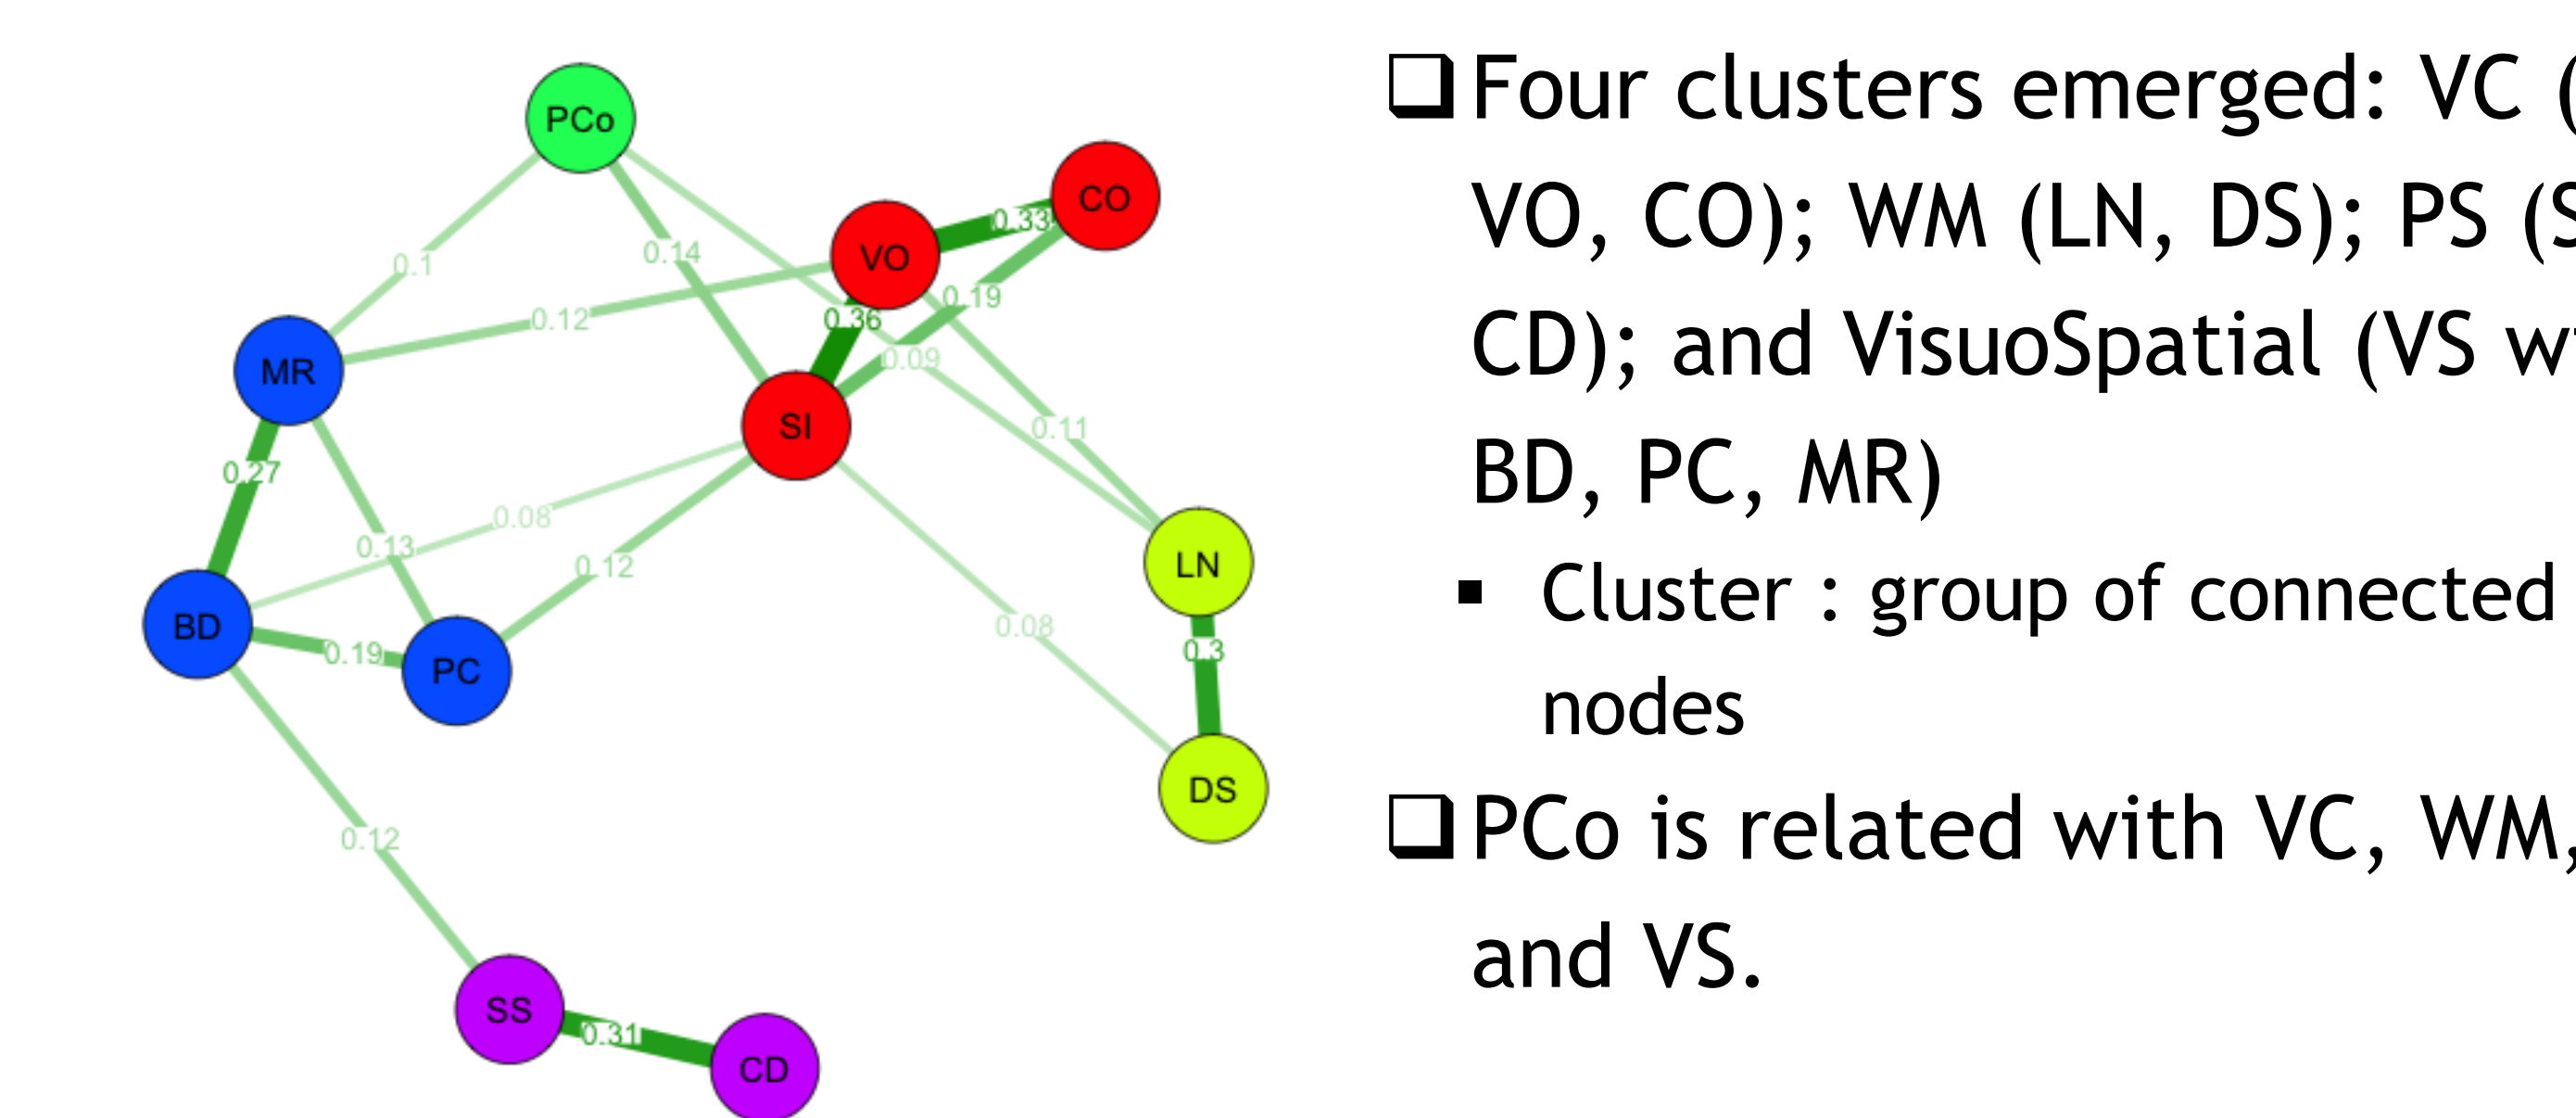 PCo
CO
VO
0.33
0.14
0.1
0.19
0.12
0.36
0.09
MR
SI
0.11
0.27
0.08
0.13
0.12
LN
BD
0.19
PC
0.08
0.3
DS
0.12
SS
0.31
CD
Four clusters emerged: VC (
VO, CO); WM (LN, DS); PS (S
CD); and VisuoSpatial (VS wi
BD, PC, MR)
Cluster : group of connected
nodes
PCo is related with VC, WM,
and VS.